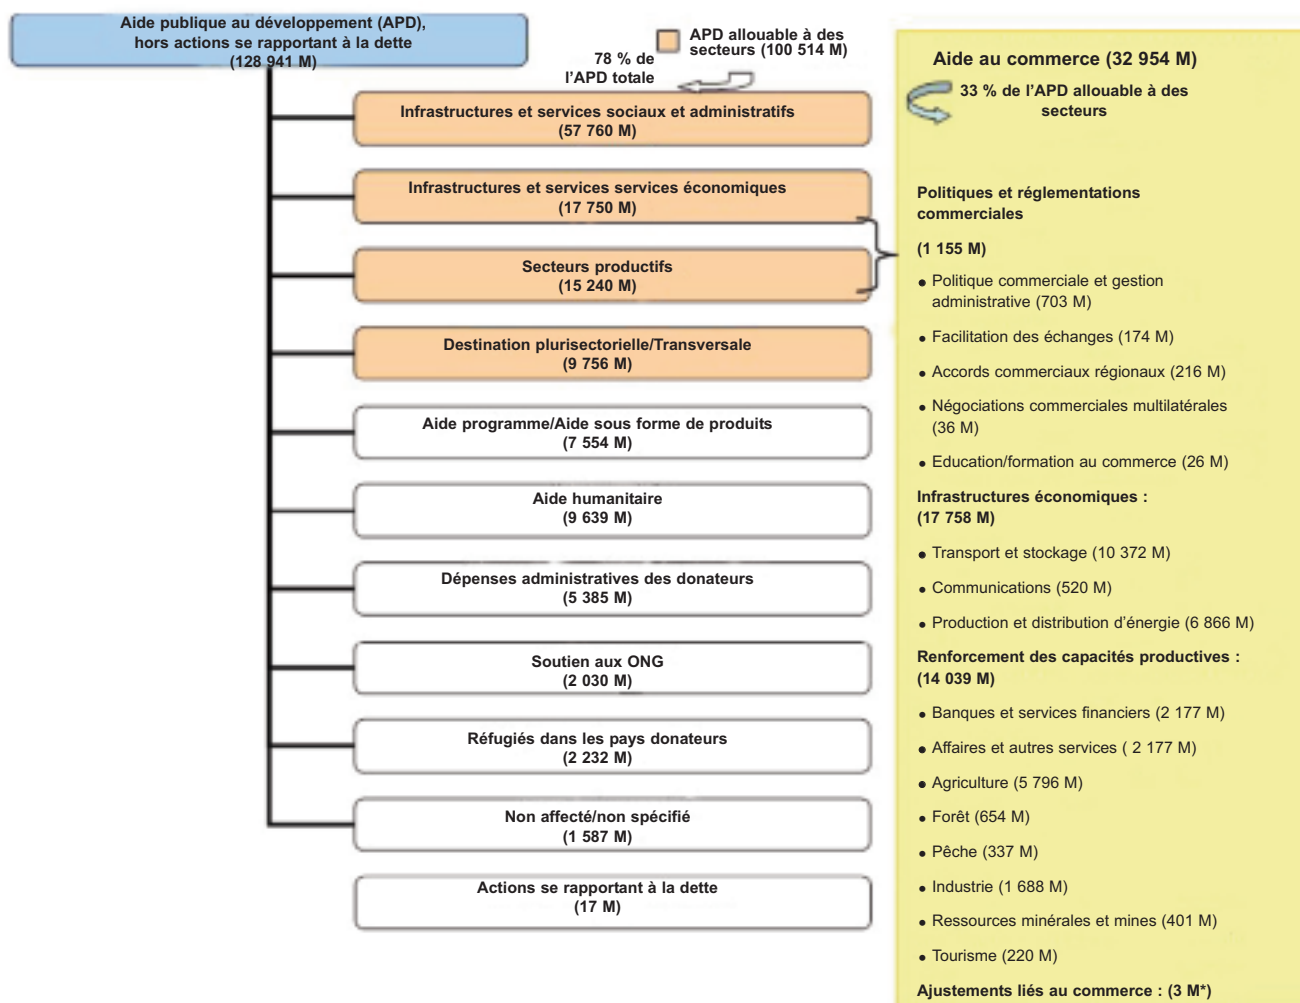 Aide publique au développement (APD),
hors actions se rapportant à la dette
(128 941 M)
APD allouable à des
secteurs (100 514 M)
78 % de
l'APD totale
Infrastructures et services sociaux et administratifs
(57 760 M)
Infrastructures et services services économiques
(17 750 M)
Secteurs productifs
(15 240 M)
Destination plurisectorielle/Transversale
(9 756 M)
Aide programme/Aide sous forme de produits
(7 554 M)
Aide humanitaire
(9 639 M)
Dépenses administratives des donateurs
(5 385 M)
Soutien aux ONG
(2 030 M)
Réfugiés dans les pays donateurs
(2 232 M)
Non affecté/non spécifié
(1 587 M)
Actions se rapportant à la dette
(17 M)
Aide au commerce (32 954 M)
33 % de l'APD allouable à des
secteurs
Politiques et réglementations
commerciales
(1 155 M)
• Politique commerciale et gestion
administrative (703 M)
• Facilitation des échanges (174 M)
• Accords commerciaux régionaux (216 M)
• Négociations commerciales multilatérales
(36 M)
• Education/formation au commerce (26 M)
Infrastructures économiques :
(17 758 M)
• Transport et stockage (10 372 M)
• Communications (520 M)
• Production et distribution d'énergie (6 866 M)
Renforcement des capacités productives :
(14 039 M)
• Banques et services financiers (2 177 M)
• Affaires et autres services ( 2 177 M)
• Agriculture (5 796 M)
• Forêt (654 M)
• Pêche (337 M)
• Industrie (1 688 M)
• Ressources minérales et mines (401 M)
• Tourisme (220 M)
Ajustements liés au commerce : (3 M*)